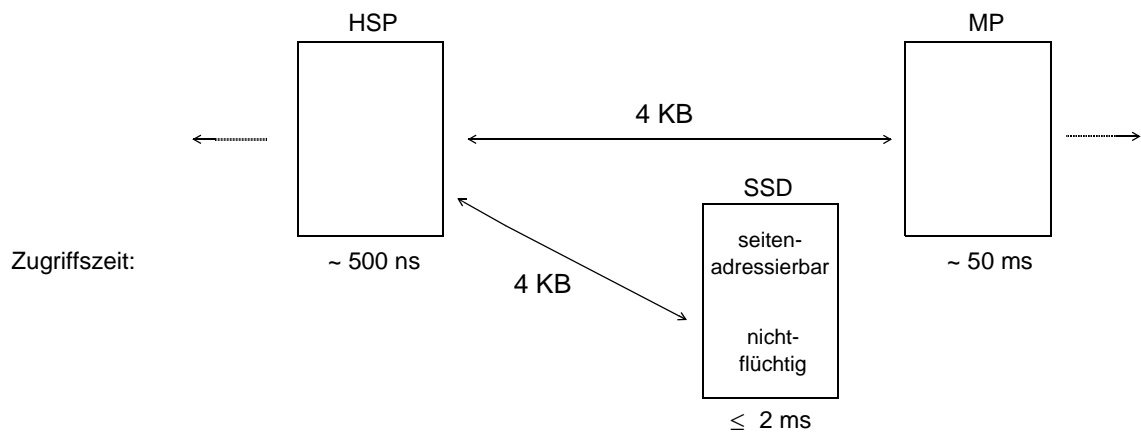 HSP
MP
4 KB
SSD
seiten-
adressierbar
Zugriffszeit:
~ 500 ns
~ 50 ms
4 KB
nicht-
flüchtig
≤ 2 ms